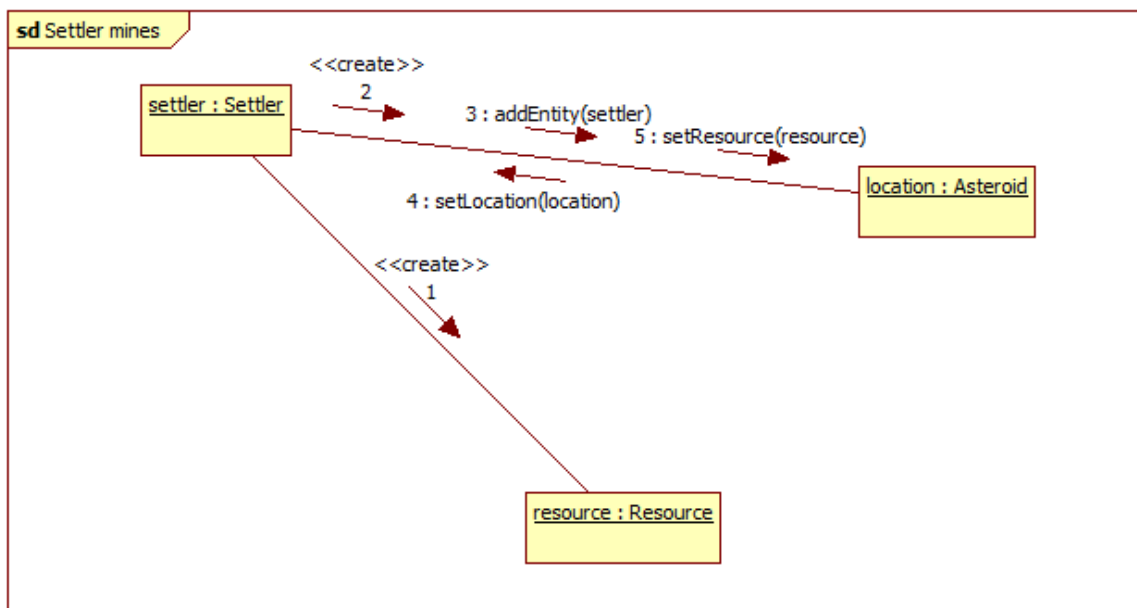 sd Settler mines
<<create>>
2
settler : Settler
3 : addEntity(settler)
5 : setResource(resource)
location : Asteroid
4 : setLocation(location)
<<create>>
1
resource : Resource